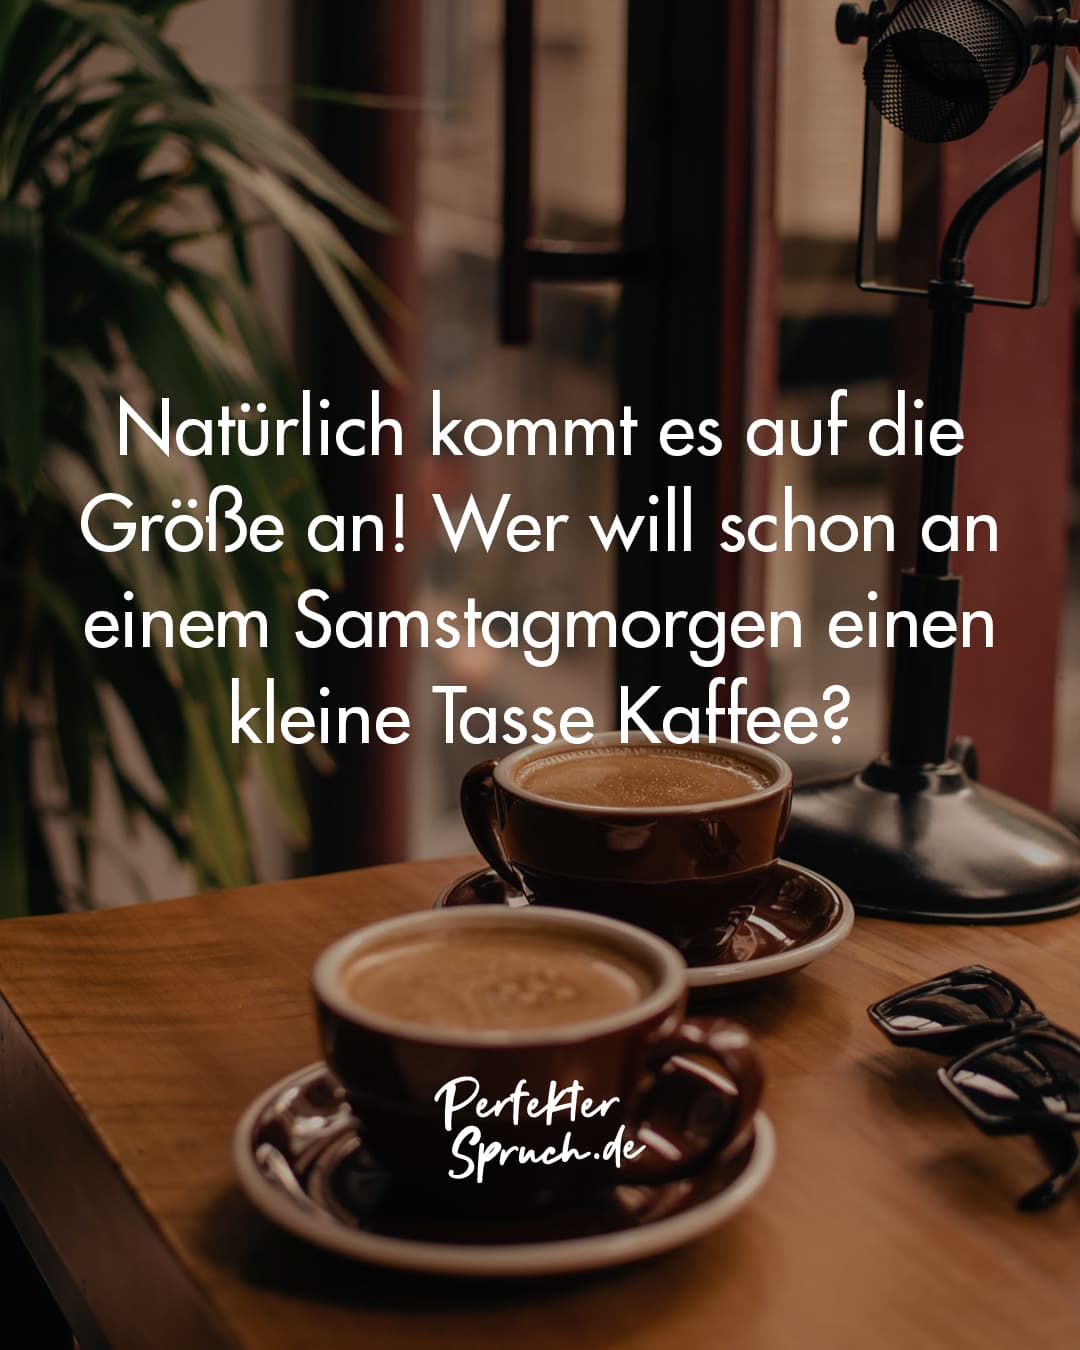 Natürlich kommt es auf die
Größe an! Wer will schon an
einem Samstagmorgen einen
kleine Tasse Kaffee?
Perfekter
Spruch.de